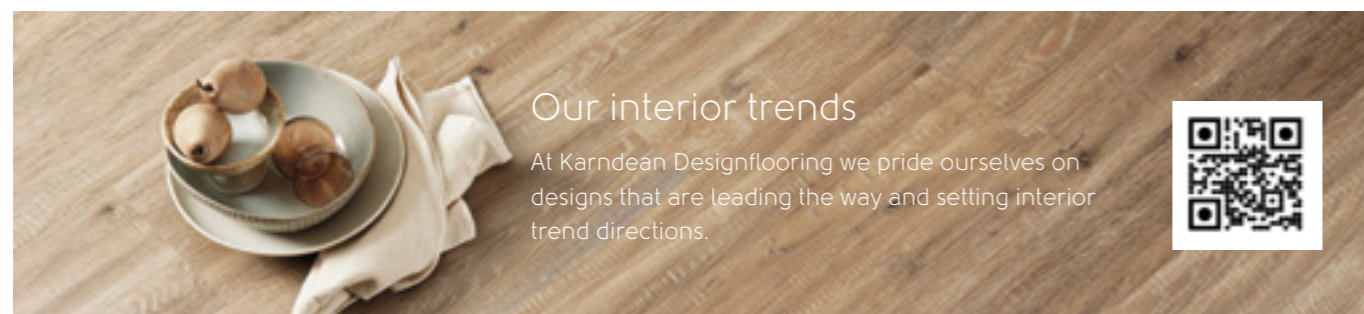 Our interior trends
At Karndean Designflooring we pride ourselves on
designs that are leading the way and setting interior
trend directions.